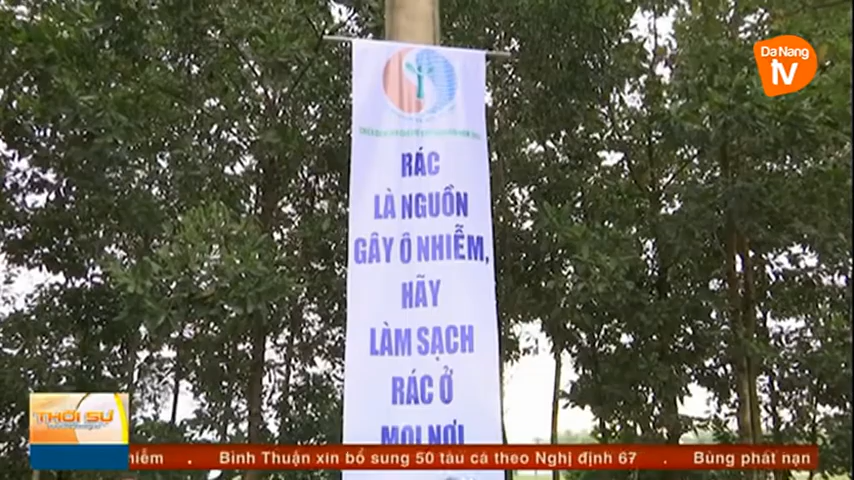 Da Nang
tv
RÁC
LÀ NGUỒN
GÂY Ô NHIỄM,
HÃY
LÀM SẠCH
RÁC Ở
MỌI NƠI
THỜI SỰ
hiễm . Bình Thuận xin bổ sung 50 tàu cá theo Nghị định 67 . Bùng phát nạn